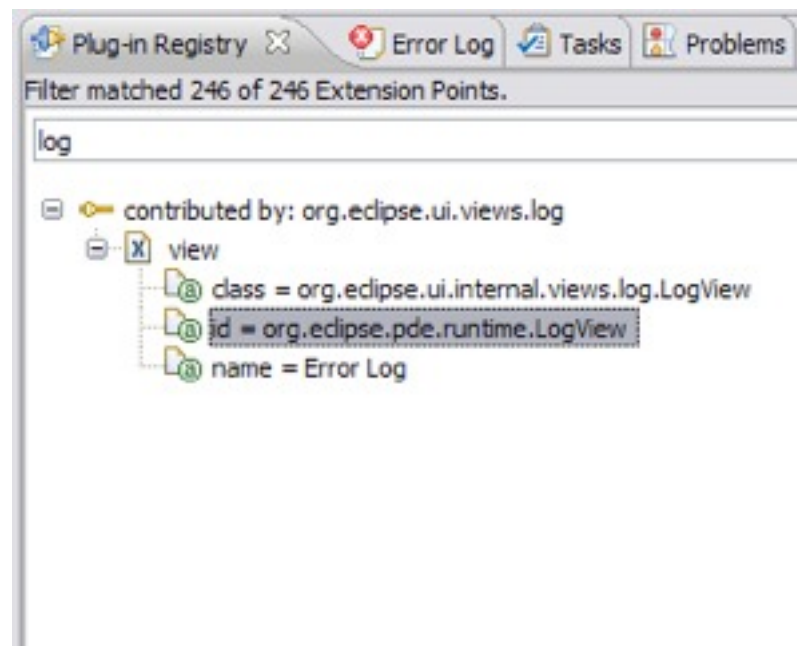 Plug-in Registry Error Log Tasks Problems
Filter matched 246 of 246 Extension Points.
log
contributed by: org.eclipse.ui.views.log
X view
a class = org.eclipse.ui.internal.views.log.LogView
a id = org.eclipse.pde.runtime.LogView
a name = Error Log